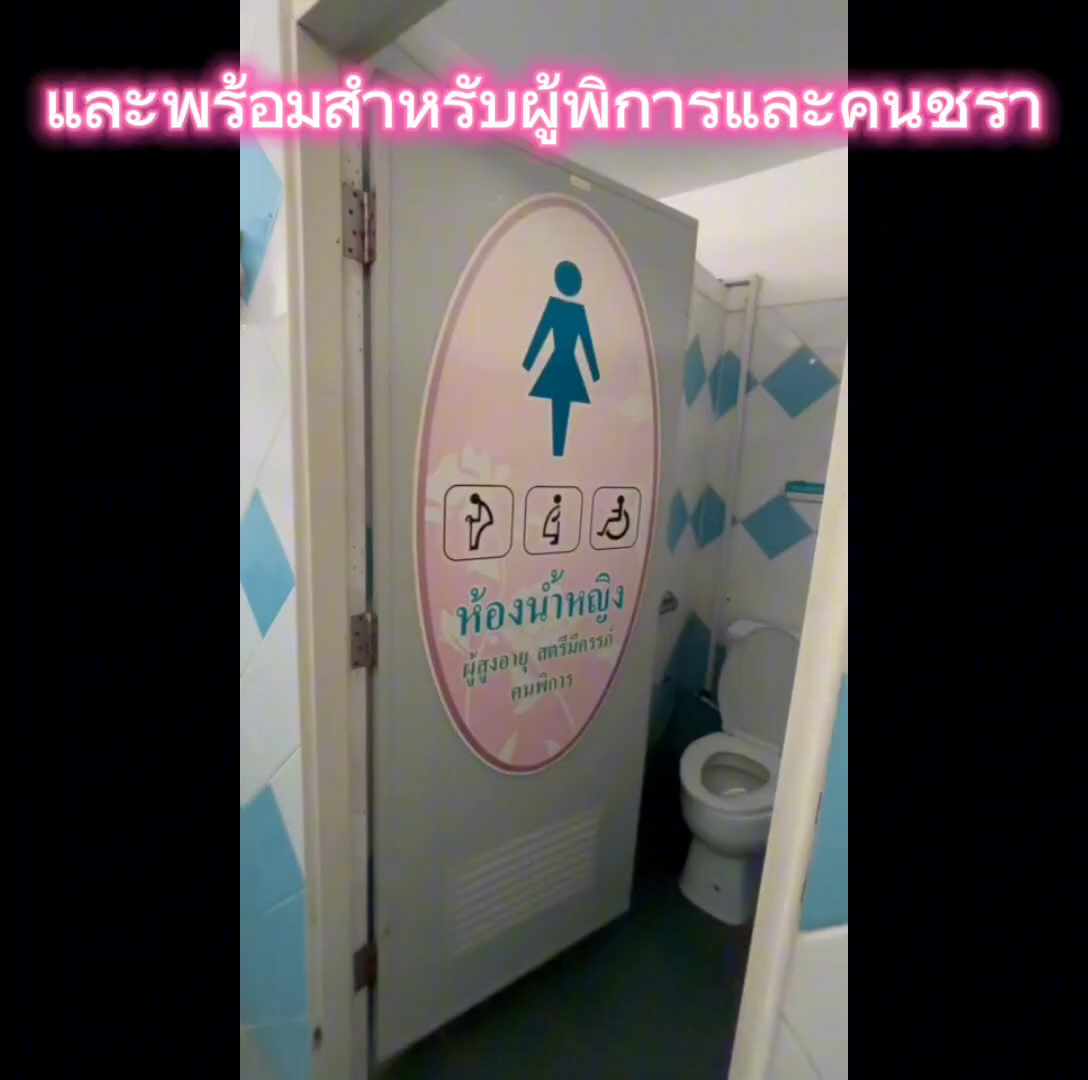 และพร้อมสำหรับผู้พิการและคนชรา
ห้องน้ำหญิง
ผู้สูงอายุ สตรีมีครรภ์
คนพิการ